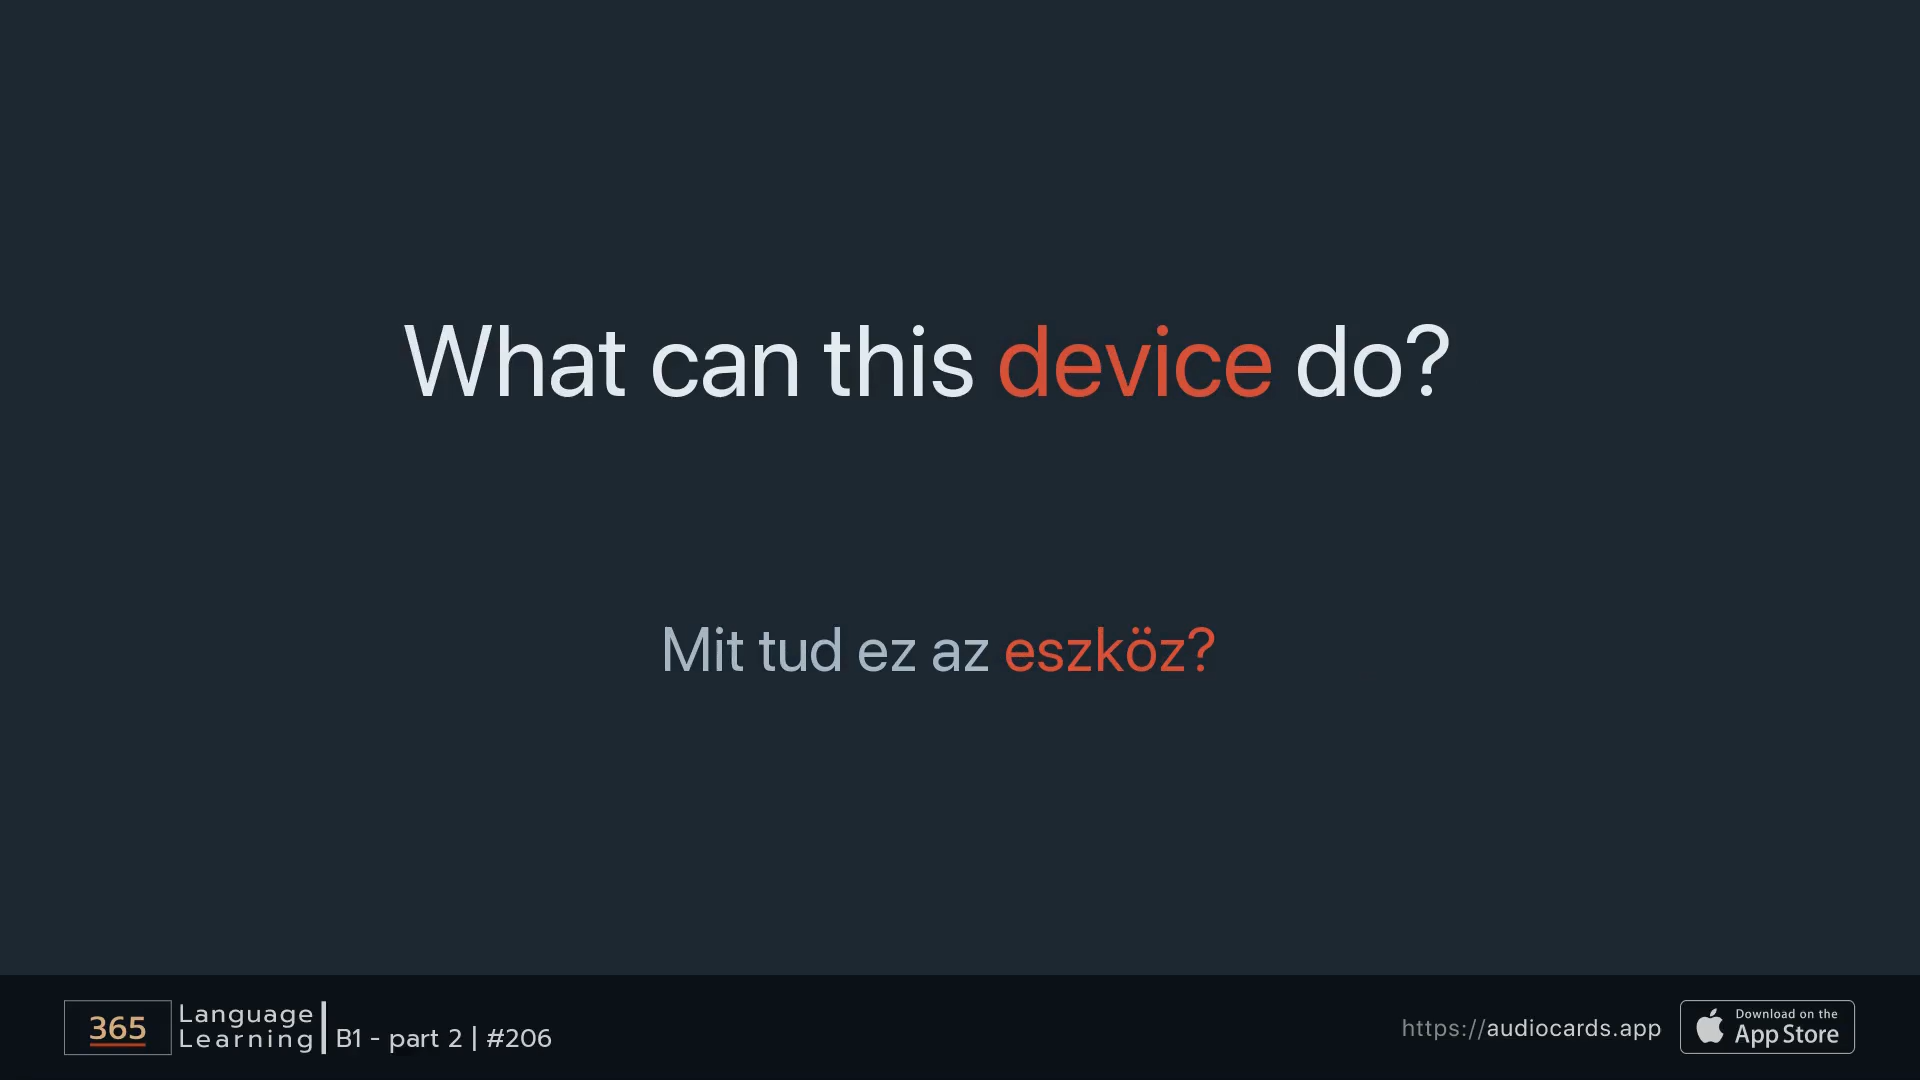 What can this device do?
Mit tud ez az eszköz?
365
Language
Learning
B1 - part 2 | #206
https://audiocards.app
Download on the
App Store